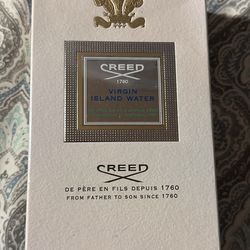 CREED
1760
VIRGIN
ISLAND WATER
CREED
DE PÈRE EN FILS DEPUIS 1760
FROM FATHER TO SON SINCE 1760